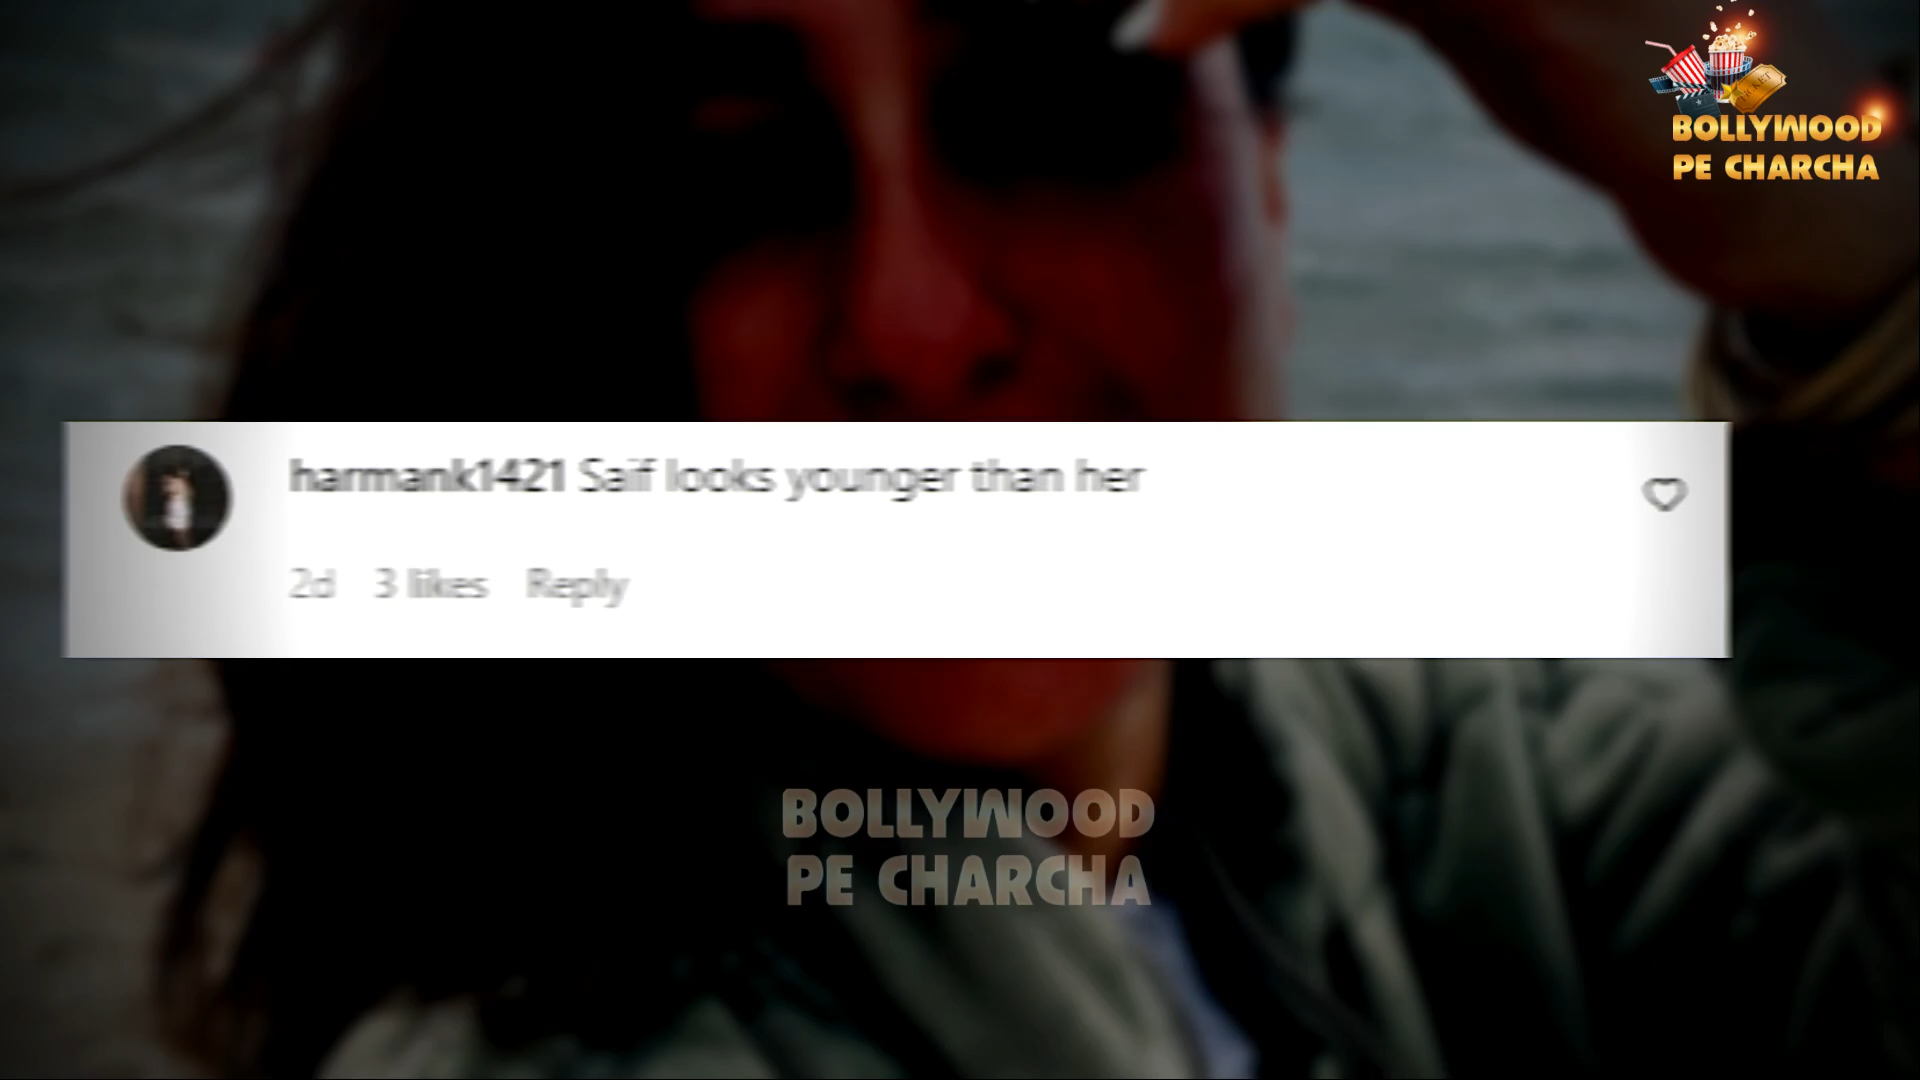 BOLLYWOOD
PE CHARCHA
harmank1421 Saif looks younger than her
2d 3 likes Reply
BOLLYWOOD
PE CHARCHA